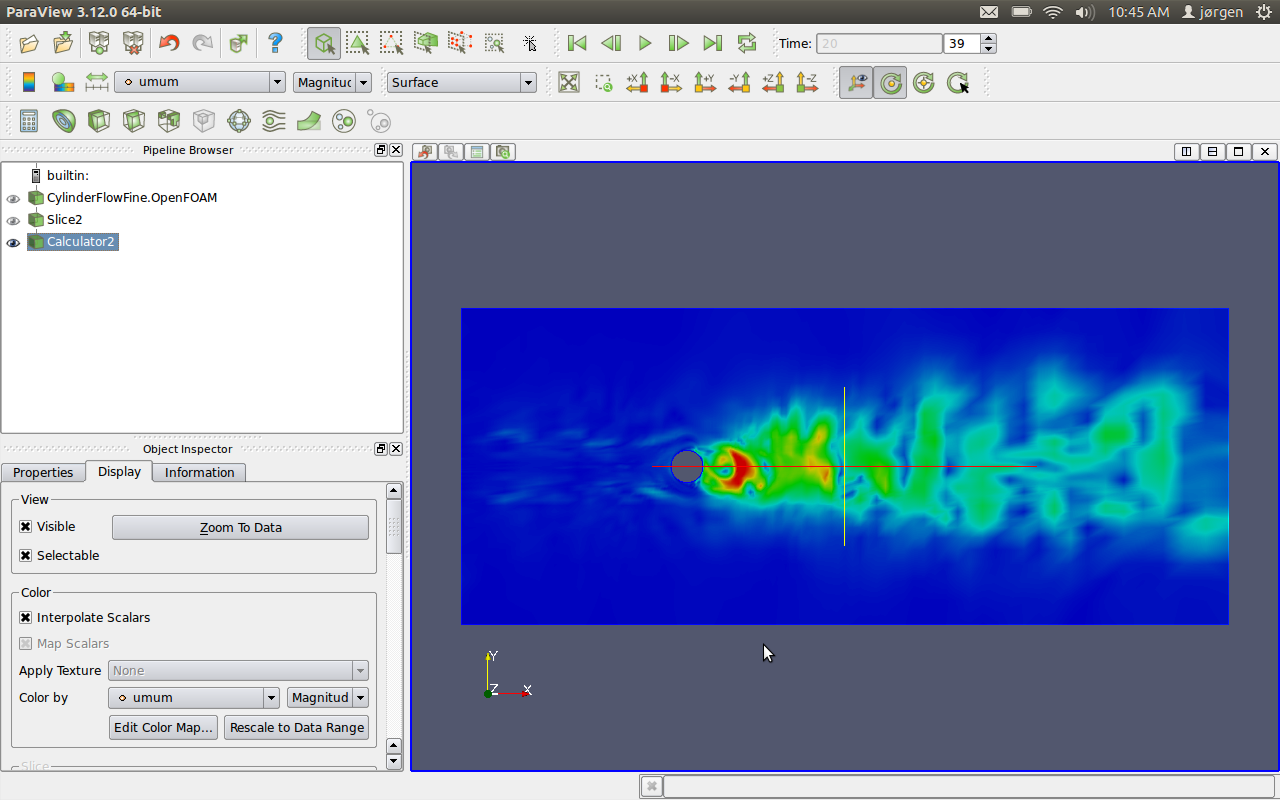 ParaView 3.12.0 64-bit
10:45 AM jørgen
?
Time: 20 39
umum Magnituc Surface
+X -X +Y -Y +Z -Z
Pipeline Browser
builtin:
CylinderFlowFine.OpenFOAM
Slice2
Calculator2
Object Inspector
Properties Display Information
View
Visible Zoom To Data
Selectable
Color
Interpolate Scalars
Map Scalars
Apply Texture None
Color by umum Magnitud
Edit Color Map... Rescale to Data Range
Slice
Y
Z X